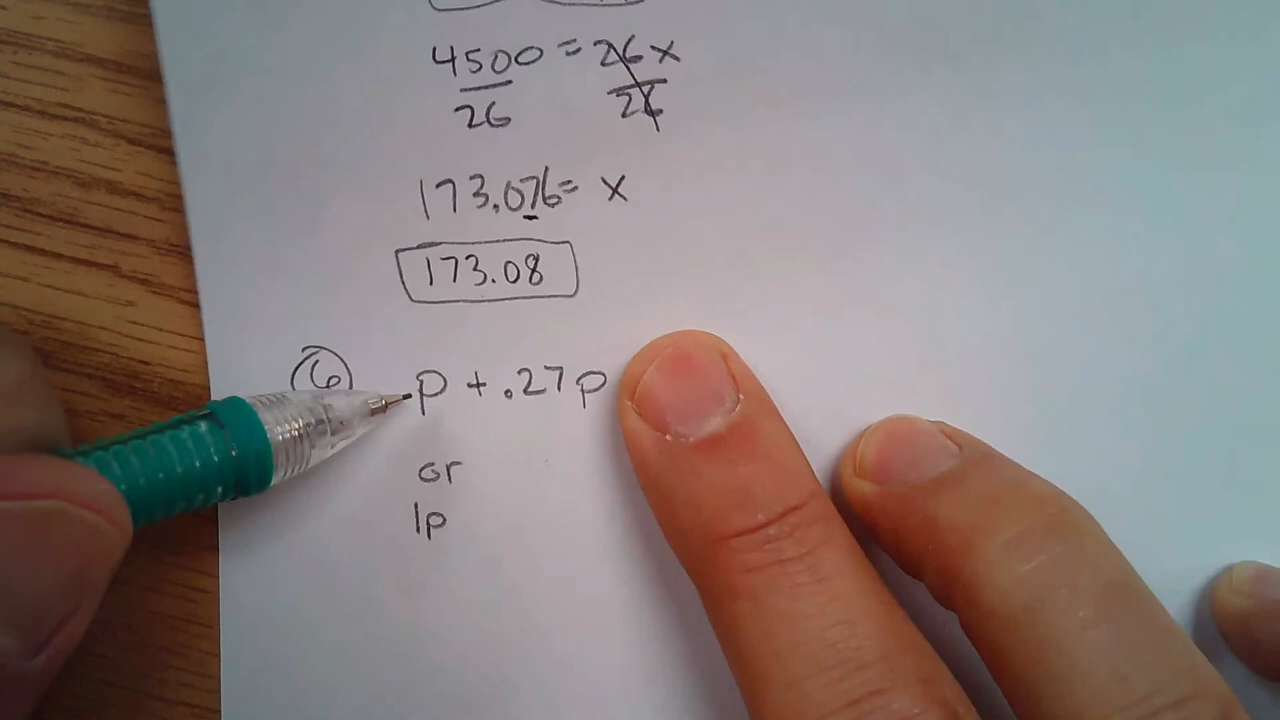 4500 = 26x
26 26
173.076 = x
173.08
6 p + .27p
or
1p